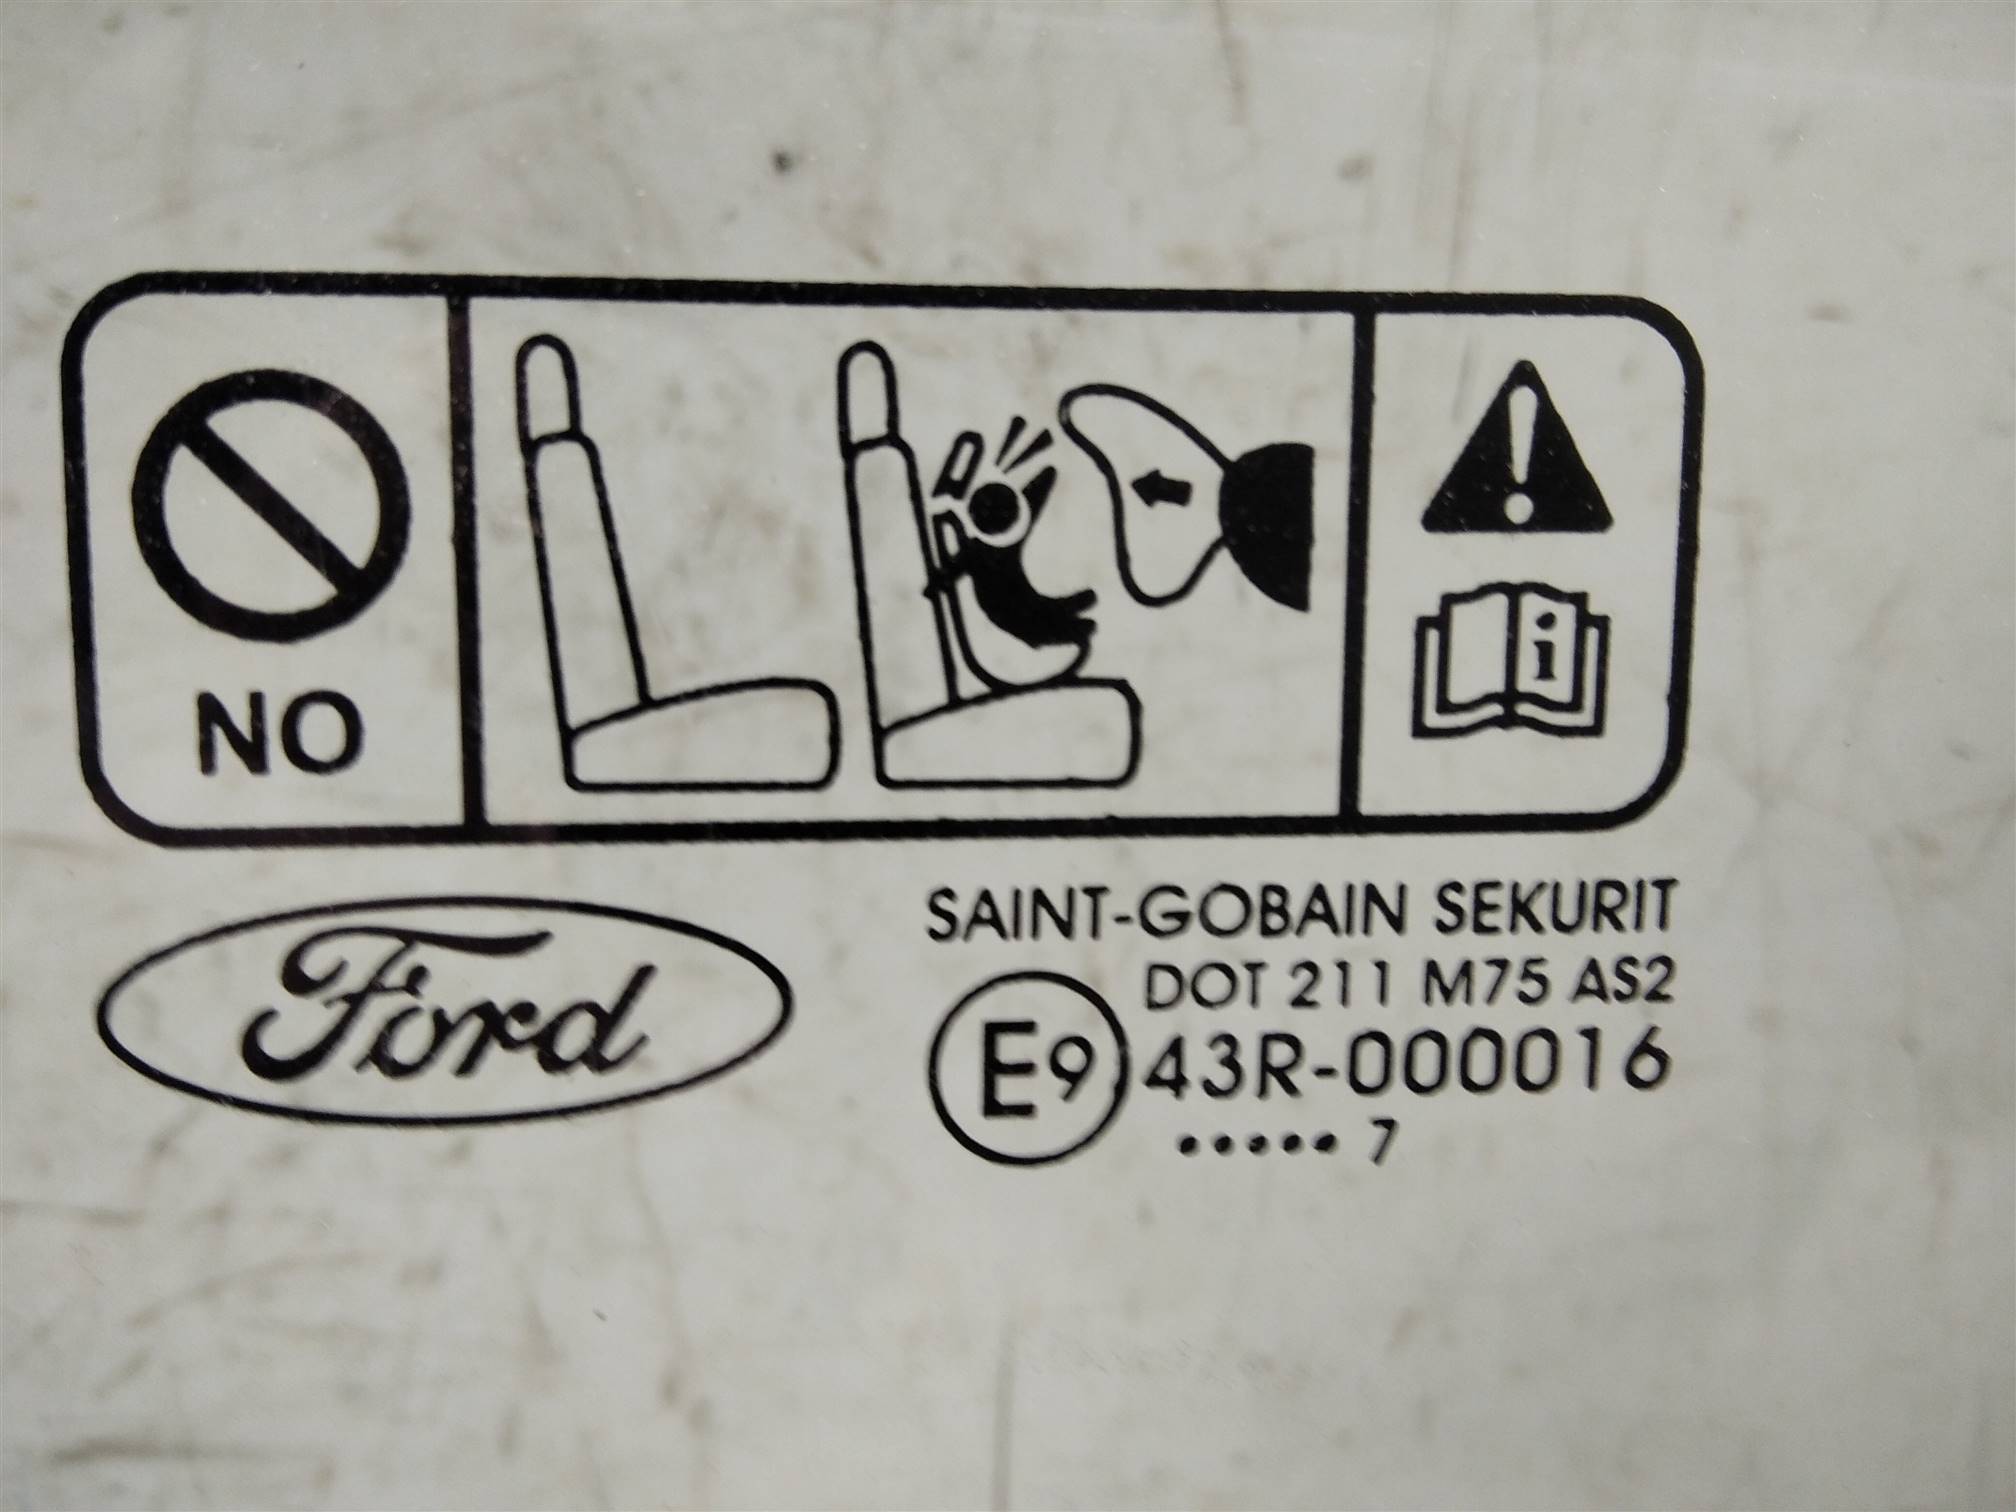 NO
i
Ford
SAINT-GOBAIN SEKURIT
DOT 211 M75 AS2
E9 43R-000016
••••• 7